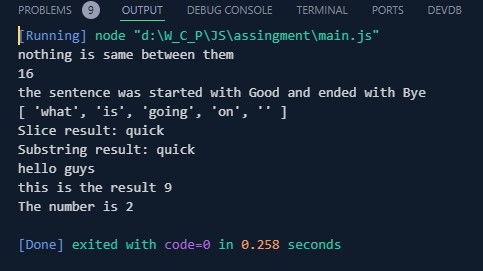 PROBLEMS 9 OUTPUT DEBUG CONSOLE TERMINAL PORTS DEVDB
[Running] node "d:\W_C_P\JS\assingment\main.js"
nothing is same between them
16
the sentence was started with Good and ended with Bye
[ 'what', 'is', 'going', 'on', '' ]
Slice result: quick
Substring result: quick
hello guys
this is the result 9
The number is 2
[Done] exited with code=0 in 0.258 seconds